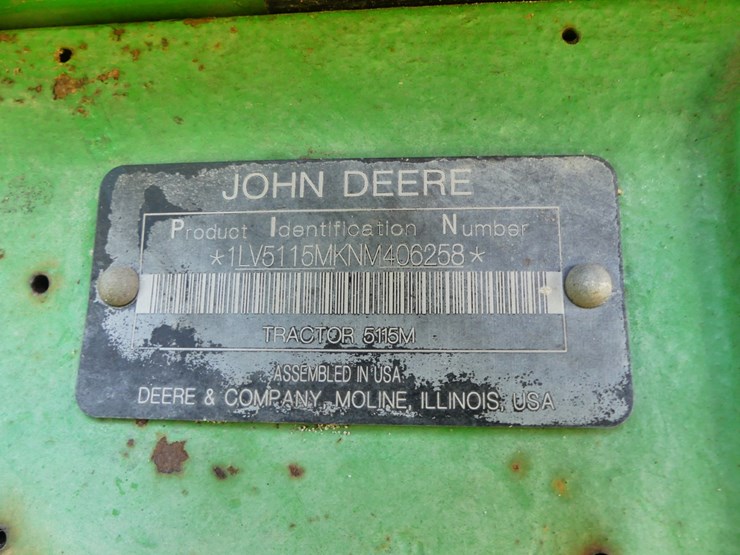 JOHN DEERE
Product Identification Number
*1LV5115MKNM406258*
TRACTOR 5115M
ASSEMBLED IN USA
DEERE & COMPANY, MOLINE, ILLINOIS, USA